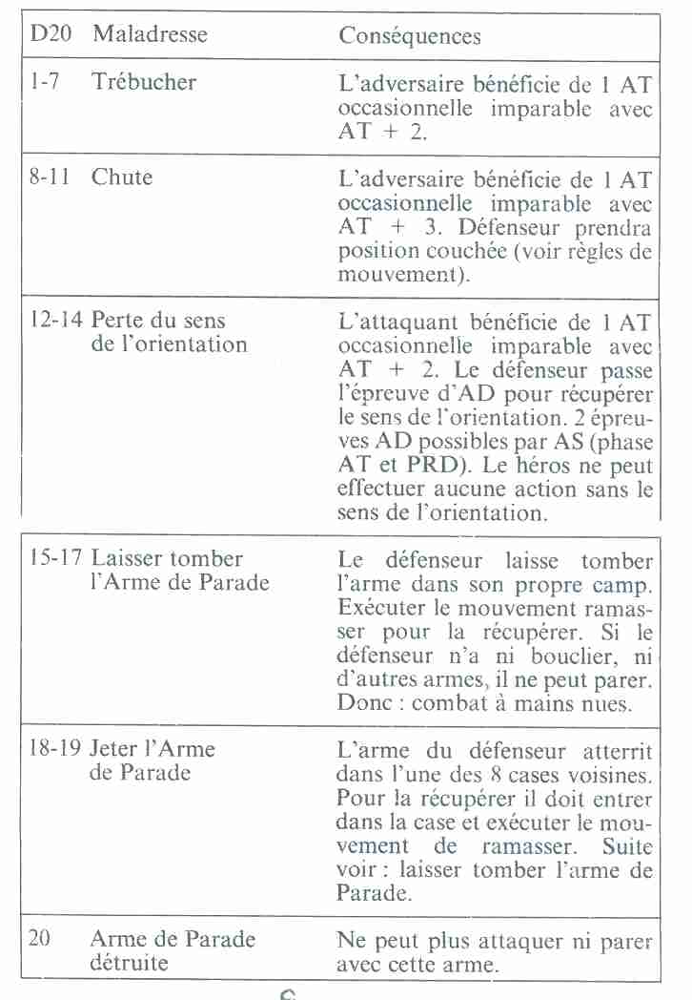 D20 Maladresse Conséquences
1-7 Trébucher L'adversaire bénéficie de 1 AT
occasionnelle imparable avec
AT + 2.
8-11 Chute L'adversaire bénéficie de 1 AT
occasionnelle imparable avec
AT + 3. Défenseur prendra
position couchée (voir règles de
mouvement).
12-14 Perte du sens L'attaquant bénéficie de 1 AT
de l'orientation occasionnelle imparable avec
AT + 2. Le défenseur passe
l'épreuve d'AD pour récupérer
le sens de l'orientation. 2 épreu-
ves AD possibles par AS (phase
AT et PRD). Le héros ne peut
effectuer aucune action sans le
sens de l'orientation.
15-17 Laisser tomber Le défenseur laisse tomber
l'Arme de Parade l'arme dans son propre camp.
Exécuter le mouvement ramas-
ser pour la récupérer. Si le
défenseur n'a ni bouclier, ni
d'autres armes, il ne peut parer.
Donc : combat à mains nues.
18-19 Jeter l'Arme L'arme du défenseur atterrit
de Parade dans l'une des 8 cases voisines.
Pour la récupérer il doit entrer
dans la case et exécuter le mou-
vement de ramasser. Suite
voir : laisser tomber l'arme de
Parade.
20 Arme de Parade Ne peut plus attaquer ni parer
détruite avec cette arme.